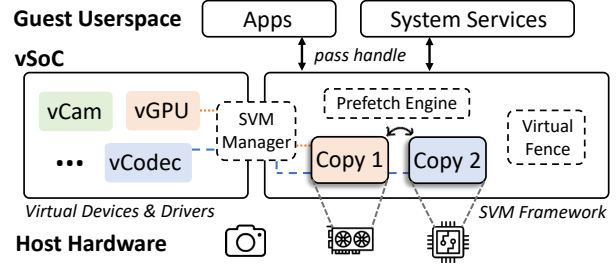 Guest Userspace
Apps
System Services
pass handle
vSoC
vCam
vGPU
SVM
Manager
Prefetch Engine
Virtual
Fence
...
vCodec
Copy 1
Copy 2
Virtual Devices & Drivers
SVM Framework
Host Hardware